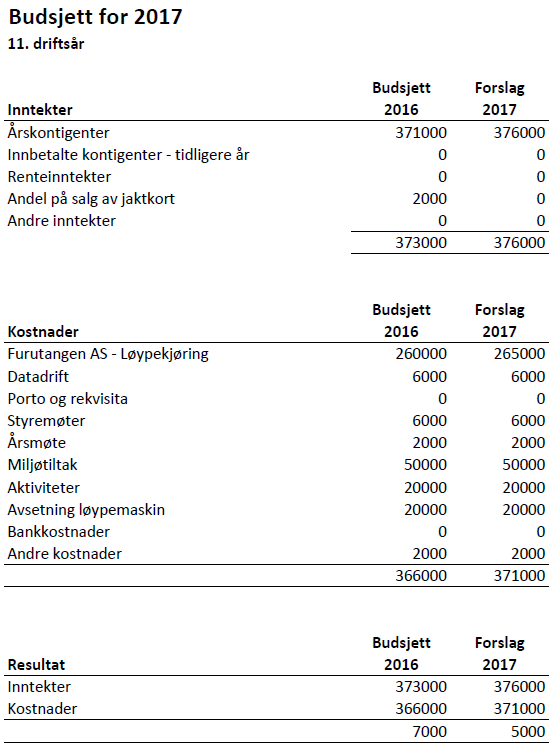 Budsjett for 2017
11. driftsår
Budsjett Forslag
Inntekter 2016 2017
Årskontigenter 371000 376000
Innbetalte kontigenter - tidligere år 0 0
Renteinntekter 0 0
Andel på salg av jaktkort 2000 0
Andre inntekter 0 0
373000 376000
Budsjett Forslag
Kostnader 2016 2017
Furutangen AS - Løypekjøring 260000 265000
Datadrift 6000 6000
Porto og rekvisita 0 0
Styremøter 6000 6000
Årsmøte 2000 2000
Miljøtiltak 50000 50000
Aktiviteter 20000 20000
Avsetning løypemaskin 20000 20000
Bankkostnader 0 0
Andre kostnader 2000 2000
366000 371000
Budsjett Forslag
Resultat 2016 2017
Inntekter 373000 376000
Kostnader 366000 371000
7000 5000